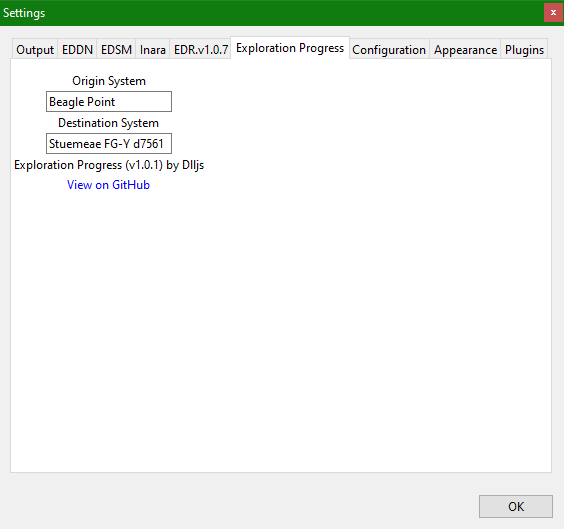 Settings
x
Output EDDN EDSM Inara EDR.v1.0.7 Exploration Progress Configuration Appearance Plugins
Origin System
Beagle Point
Destination System
Stuemeae FG-Y d7561
Exploration Progress (v1.0.1) by Dlljs
View on GitHub
OK